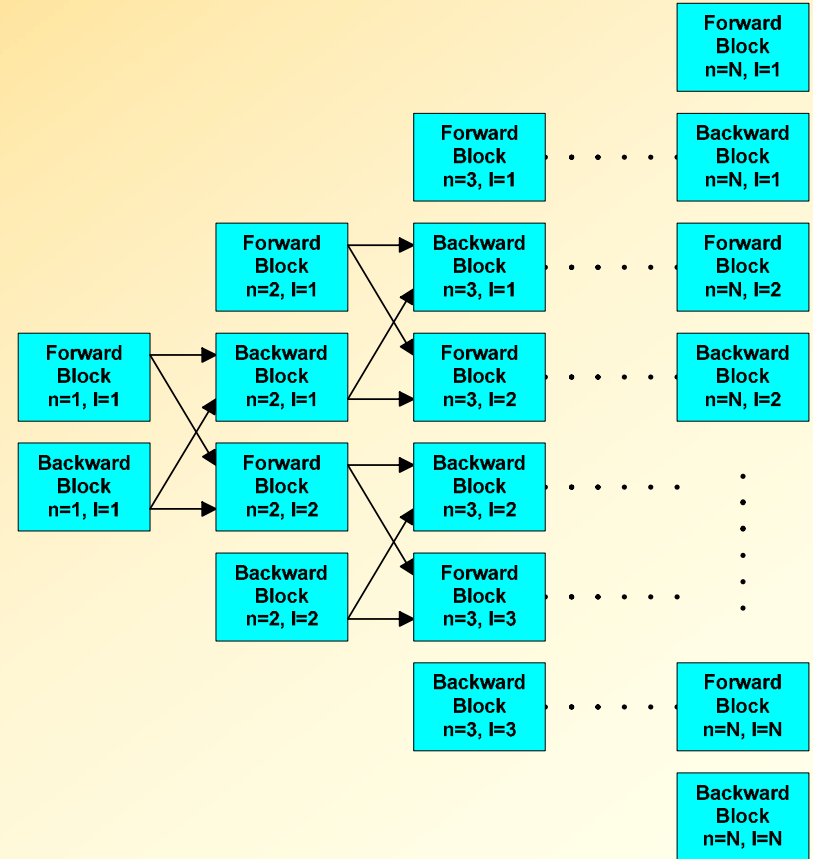 Forward
Block
n=N, I=1
Forward
Block
n=3, I=1
Backward
Block
n=N, I=1
Forward
Block
n=2, I=1
Backward
Block
n=3, I=1
Forward
Block
n=N, I=2
Forward
Block
n=1, I=1
Backward
Block
n=2, I=1
Forward
Block
n=3, I=2
Backward
Block
n=N, I=2
Backward
Block
n=1, I=1
Forward
Block
n=2, I=2
Backward
Block
n=3, I=2
Backward
Block
n=2, I=2
Forward
Block
n=3, I=3
Backward
Block
n=3, I=3
Forward
Block
n=N, I=N
Backward
Block
n=N, I=N